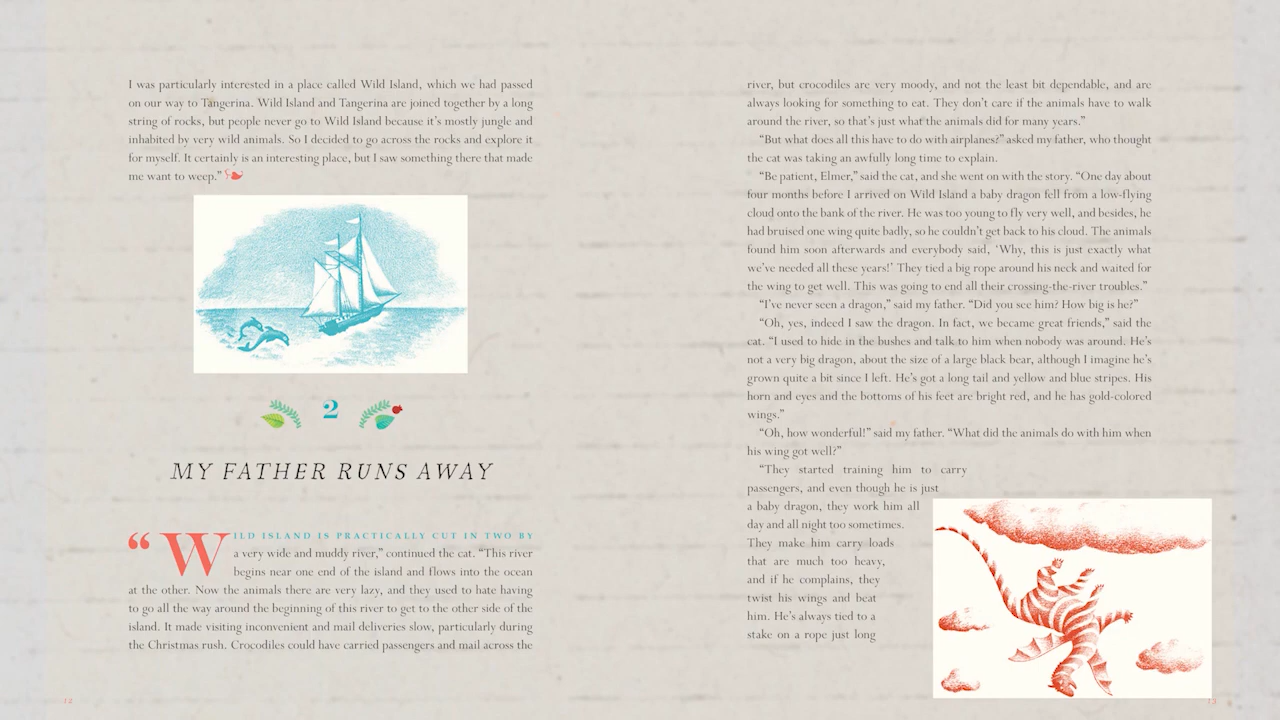 I was particularly interested in a place called Wild Island, which we had passed
on our way to Tangerina. Wild Island and Tangerina are joined together by a long
string of rocks, but people never go to Wild Island because it’s mostly jungle and
inhabited by very wild animals. So I decided to go across the rocks and explore it
for myself. It certainly is an interesting place, but I saw something there that made
me want to weep.”
2
MY FATHER RUNS AWAY
“WILD ISLAND IS PRACTICALLY CUT IN TWO BY
a very wide and muddy river,” continued the cat. “This river
begins near one end of the island and flows into the ocean
at the other. Now the animals there are very lazy, and they used to hate having
to go all the way around the beginning of this river to get to the other side of the
island. It made visiting inconvenient and mail deliveries slow, particularly during
the Christmas rush. Crocodiles could have carried passengers and mail across the
12
river, but crocodiles are very moody, and not the least bit dependable, and are
always looking for something to eat. They don’t care if the animals have to walk
around the river, so that’s just what the animals did for many years.”
“But what does all this have to do with airplanes?” asked my father, who thought
the cat was taking an awfully long time to explain.
“Be patient, Elmer,” said the cat, and she went on with the story. “One day about
four months before I arrived on Wild Island a baby dragon fell from a low-flying
cloud onto the bank of the river. He was too young to fly very well, and besides, he
had bruised one wing quite badly, so he couldn’t get back to his cloud. The animals
found him soon afterwards and everybody said, ‘Why, this is just exactly what
we’ve needed all these years!’ They tied a big rope around his neck and waited for
the wing to get well. This was going to end all their crossing-the-river troubles.”
“I’ve never seen a dragon,” said my father. “Did you see him? How big is he?”
“Oh, yes, indeed I saw the dragon. In fact, we became great friends,” said the
cat. “I used to hide in the bushes and talk to him when nobody was around. He’s
not a very big dragon, about the size of a large black bear, although I imagine he’s
grown quite a bit since I left. He’s got a long tail and yellow and blue stripes. His
horn and eyes and the bottoms of his feet are bright red, and he has gold-colored
wings.”
“Oh, how wonderful!” said my father. “What did the animals do with him when
his wing got well?”
“They started training him to carry
passengers, and even though he is just
a baby dragon, they work him all
day and all night too sometimes.
They make him carry loads
that are much too heavy,
and if he complains, they
twist his wings and beat
him. He’s always tied to a
stake on a rope just long
13